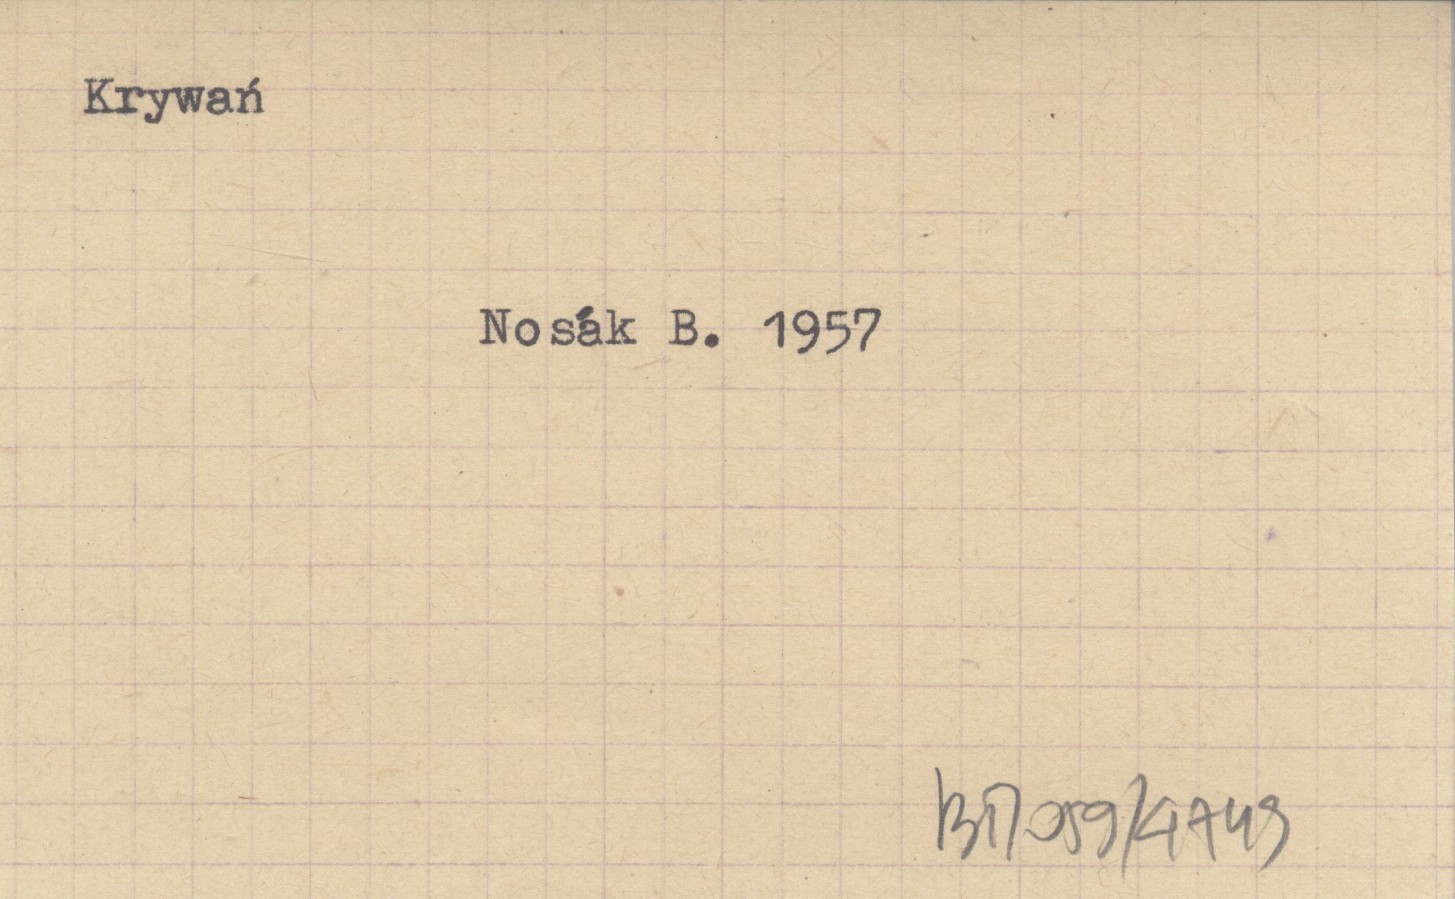 Krywań
Nosák B. 1957